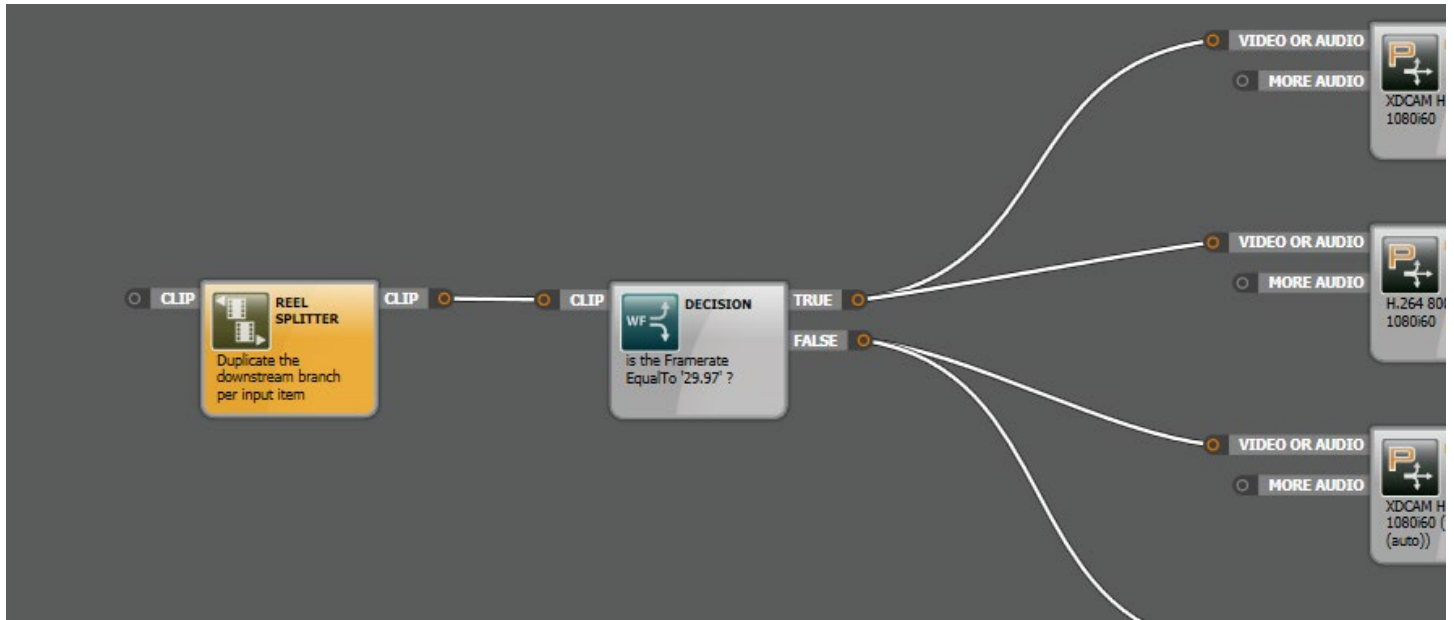 CLIP
REEL
SPLITTER
Duplicate the
downstream branch
per input item
CLIP
CLIP
WF
DECISION
is the Framerate
EqualTo '29.97' ?
TRUE
FALSE
VIDEO OR AUDIO
MORE AUDIO
P
XDCAM H
1080i60
VIDEO OR AUDIO
MORE AUDIO
P
H.264 80
1080i60
VIDEO OR AUDIO
MORE AUDIO
P
XDCAM H
1080i60 (
(auto))